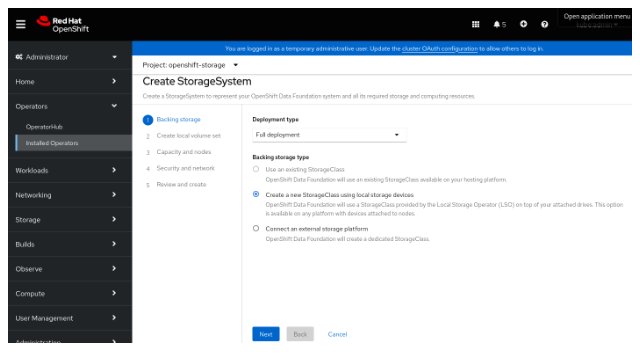 Red Hat
OpenShift
5
Open application menu
Administrator
You are logged in as a temporary administrative user. Update the cluster OAuth configuration to allow others to log in.
Project: openshift-storage
Home
Create StorageSystem
Create a StorageSystem to represent your OpenShift Data Foundation system and all its required storage and computing resources.
Operators
OperatorHub
Installed Operators
Workloads
Networking
Storage
Builds
Observe
Compute
User Management
Administration
1 Backing storage
2 Create local volume set
3 Capacity and nodes
4 Security and network
5 Review and create
Deployment type
Full deployment
Backing storage type
Use an existing StorageClass
OpenShift Data Foundation will use an existing StorageClass available on your hosting platform.
Create a new StorageClass using local storage devices
OpenShift Data Foundation will use a StorageClass provided by the Local Storage Operator (LSO) on top of your attached drives. This option
is available on any platform with devices attached to nodes.
Connect an external storage platform
OpenShift Data Foundation will create a dedicated StorageClass.
Next
Back
Cancel